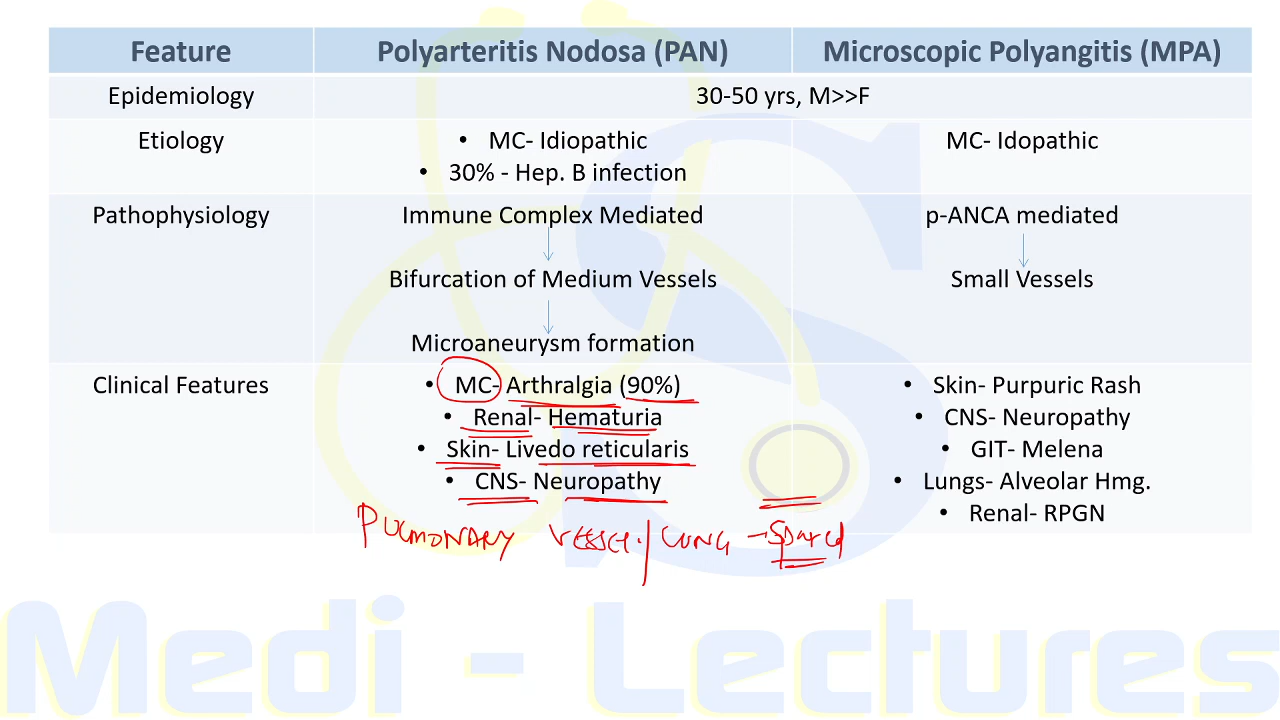 Feature Polyarteritis Nodosa (PAN) Microscopic Polyangitis (MPA)
Epidemiology 30-50 yrs, M>>F
Etiology • MC- Idiopathic MC- Idopathic
• 30% - Hep. B infection
Pathophysiology Immune Complex Mediated p-ANCA mediated
Bifurcation of Medium Vessels Small Vessels
Microaneurysm formation
Clinical Features • MC- Arthralgia (90%) • Skin- Purpuric Rash
• Renal- Hematuria • CNS- Neuropathy
• Skin- Livedo reticularis • GIT- Melena
• CNS- Neuropathy • Lungs- Alveolar Hmg.
• Renal- RPGN
PULMONARY VESSEL / LUNG → Spared
Medi - Lectures